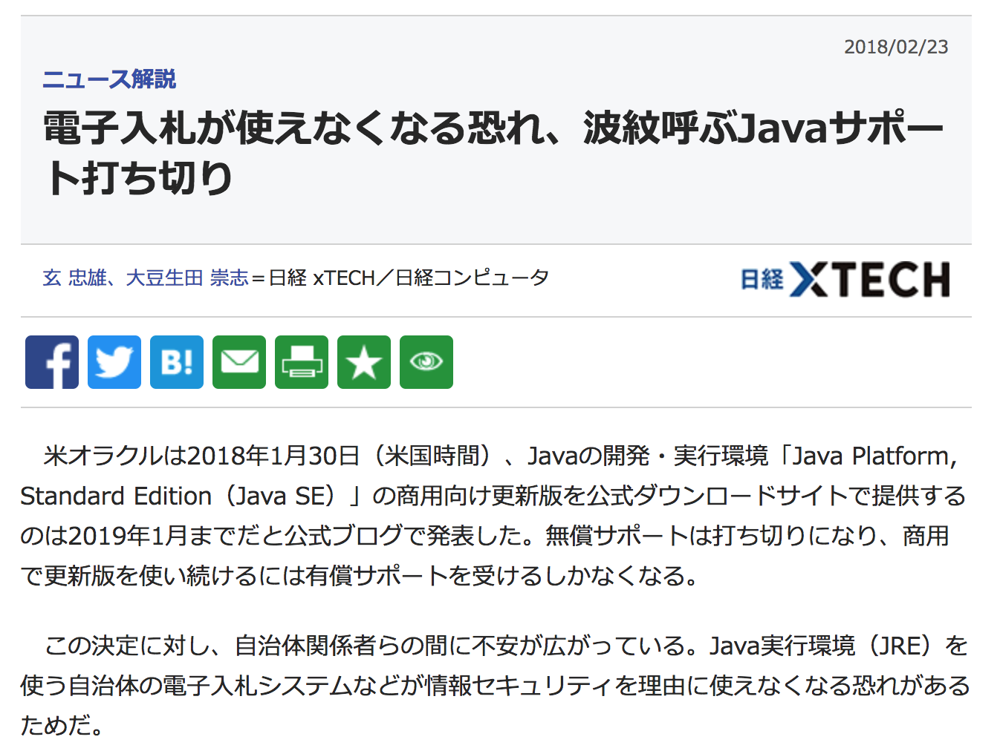 2018/02/23
ニュース解説
電子入札が使えなくなる恐れ、波紋呼ぶJavaサポー
ト打ち切り
玄 忠雄、大豆生田 崇志＝日経 xTECH／日経コンピュータ
日経 XTECH
f B!
　米オラクルは2018年1月30日（米国時間）、Javaの開発・実行環境「Java Platform,
Standard Edition（Java SE）」の商用向け更新版を公式ダウンロードサイトで提供する
のは2019年1月までだと公式ブログで発表した。無償サポートは打ち切りになり、商用
で更新版を使い続けるには有償サポートを受けるしかなくなる。
　この決定に対し、自治体関係者らの間に不安が広がっている。Java実行環境（JRE）を
使う自治体の電子入札システムなどが情報セキュリティを理由に使えなくなる恐れがある
ためだ。